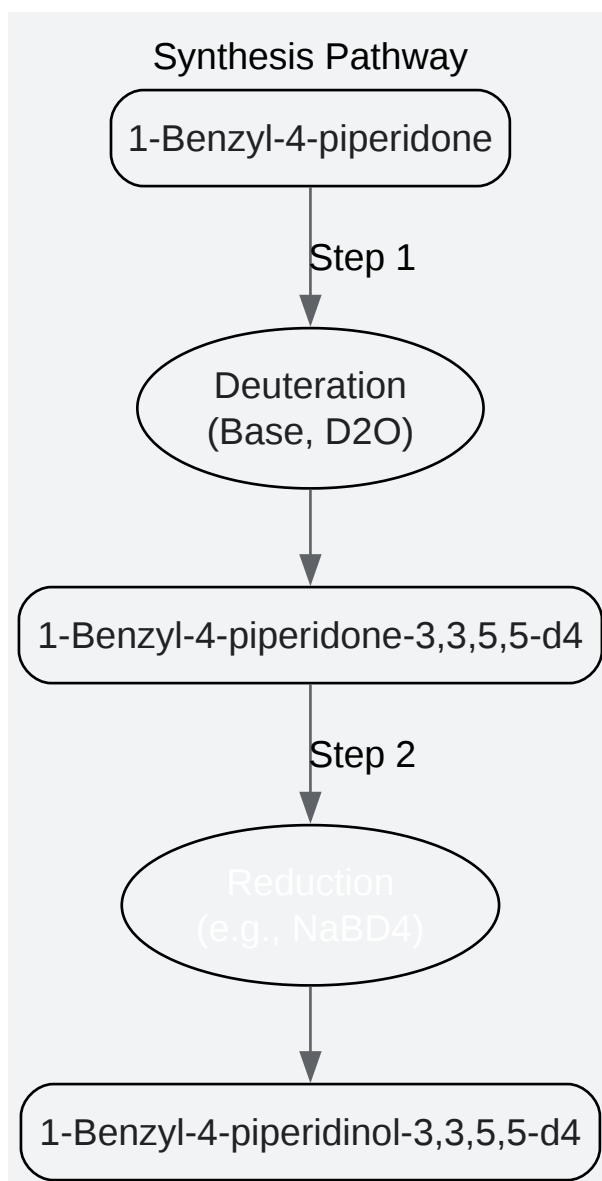 Synthesis Pathway
1-Benzyl-4-piperidone
Step 1
Deuteration
(Base, D2O)
1-Benzyl-4-piperidone-3,3,5,5-d4
Step 2
Reduction
(e.g., NaBD4)
1-Benzyl-4-piperidinol-3,3,5,5-d4